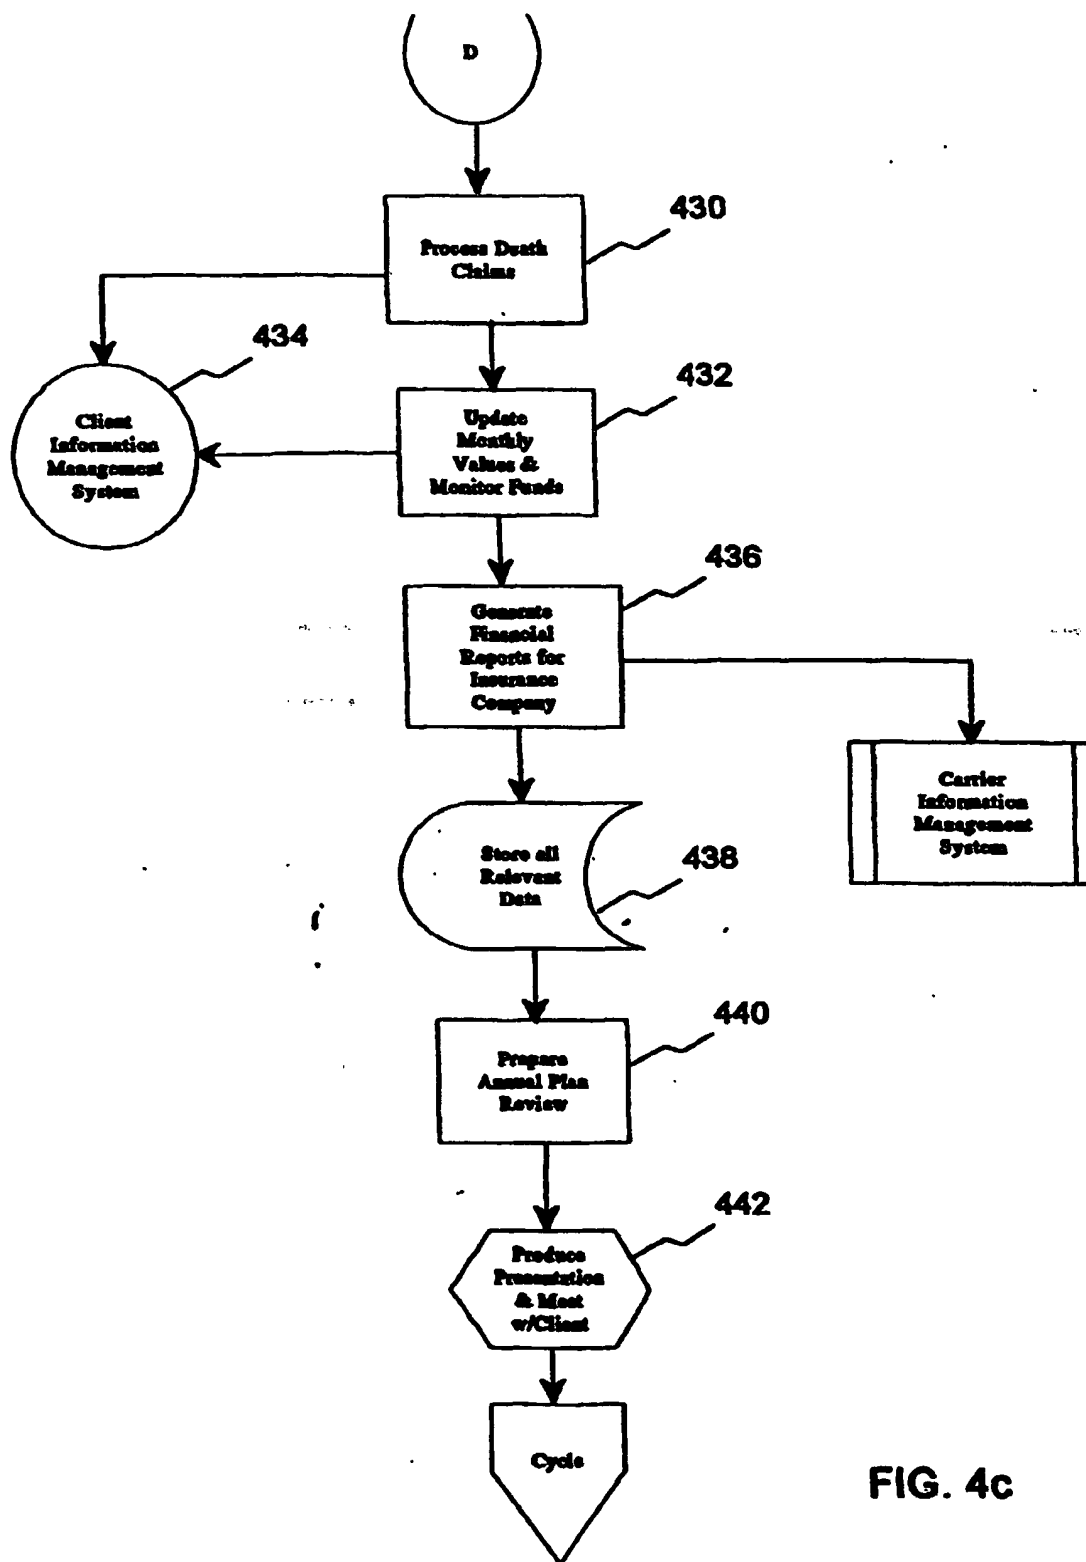 D
430
Process Death
Claims
434
Client
Information
Management
System
432
Update
Monthly
Values &
Monitor Funds
436
Generate
Financial
Reports for
Insurance
Company
Carrier
Information
Management
System
Store all
Relevant
Data
438
440
Prepare
Annual Plan
Review
442
Produce
Presentation
& Meet
w/Client
Cycle
FIG. 4c